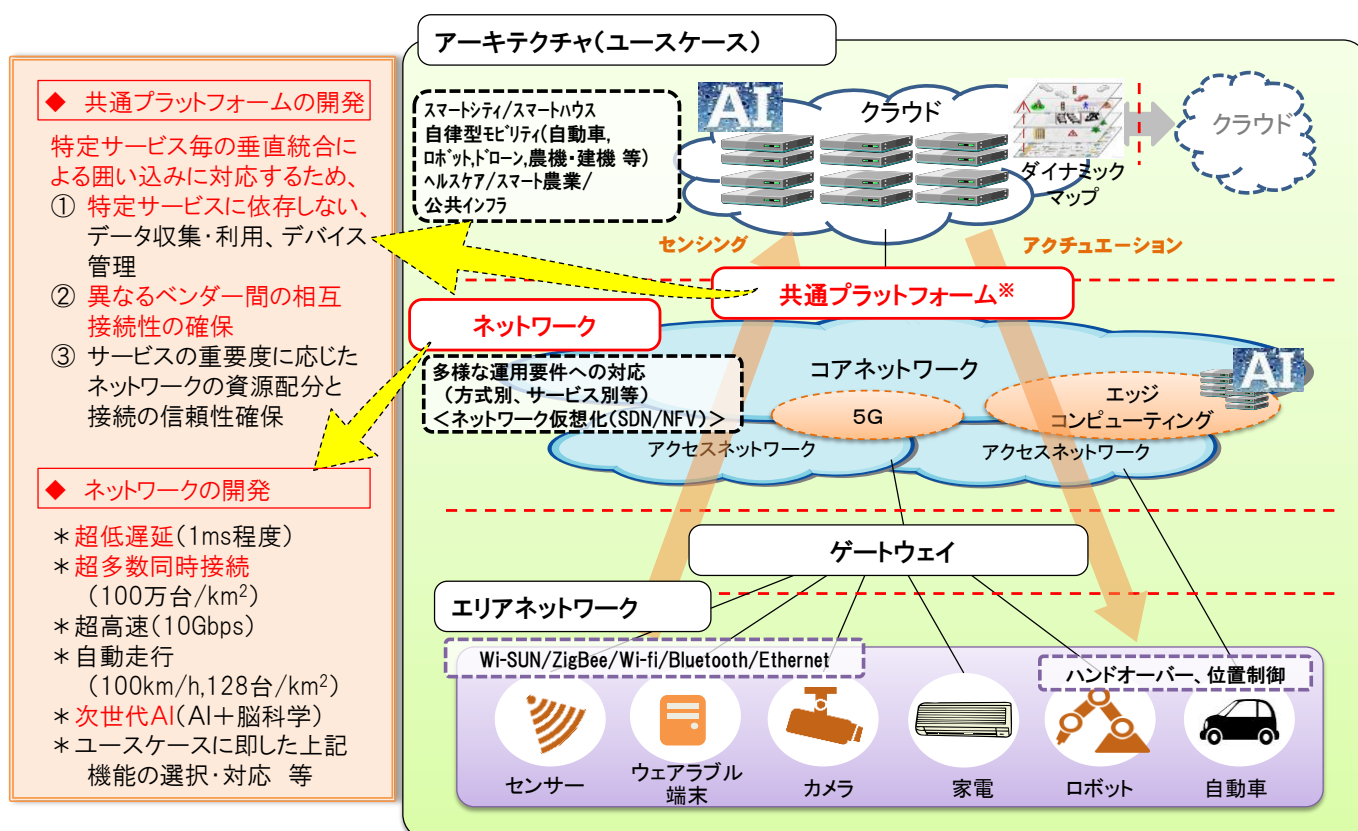 アーキテクチャ(ユースケース)
◆ 共通プラットフォームの開発
特定サービス毎の垂直統合に
よる囲い込みに対応するため、
① 特定サービスに依存しない、
データ収集・利用、デバイス
管理
② 異なるベンダー間の相互
接続性の確保
③ サービスの重要度に応じた
ネットワークの資源配分と
接続の信頼性確保
◆ ネットワークの開発
＊超低遅延(1ms程度)
＊超多数同時接続
(100万台/km²)
＊超高速(10Gbps)
＊自動走行
(100km/h,128台/km²)
＊次世代AI(AI＋脳科学)
＊ユースケースに即した上記
機能の選択・対応 等
スマートシティ/スマートハウス
自律型モビリティ(自動車,
ロボット,ドローン,農機・建機 等)
ヘルスケア/スマート農業/
公共インフラ
AI
クラウド
ダイナミック
マップ
クラウド
センシング
アクチュエーション
共通プラットフォーム※
ネットワーク
多様な運用要件への対応
(方式別、サービス別等)
＜ネットワーク仮想化(SDN/NFV)＞
コアネットワーク
AI
5G
エッジ
コンピューティング
アクセスネットワーク
アクセスネットワーク
ゲートウェイ
エリアネットワーク
Wi-SUN/ZigBee/Wi-fi/Bluetooth/Ethernet
ハンドオーバー、位置制御
センサー
ウェアラブル
端末
カメラ
家電
ロボット
自動車